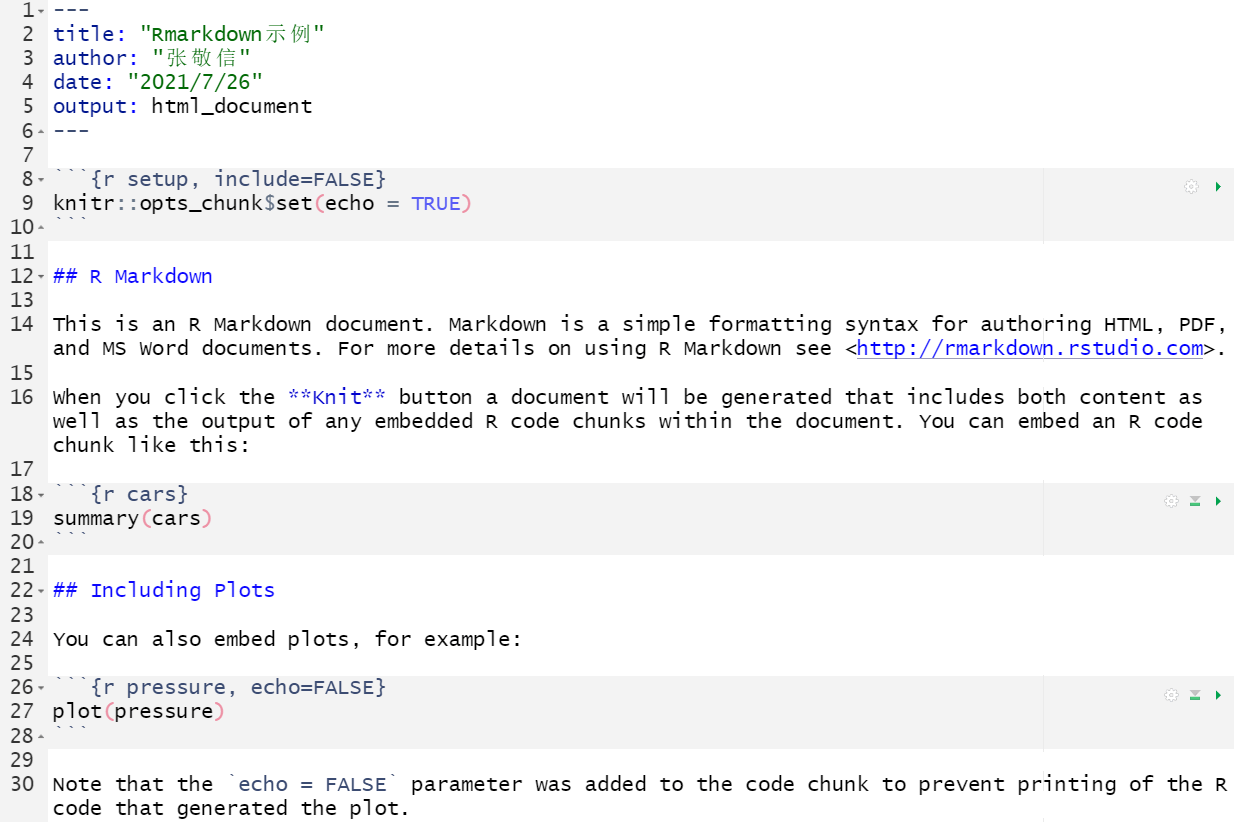 1 ---
2 title: "Rmarkdown示例"
3 author: "张敬信"
4 date: "2021/7/26"
5 output: html_document
6 ---
7
8 ```{r setup, include=FALSE}
9 knitr::opts_chunk$set(echo = TRUE)
10 ```
11
12 ## R Markdown
13
14 This is an R Markdown document. Markdown is a simple formatting syntax for authoring HTML, PDF,
and MS Word documents. For more details on using R Markdown see <http://rmarkdown.rstudio.com>.
15
16 When you click the **Knit** button a document will be generated that includes both content as
well as the output of any embedded R code chunks within the document. You can embed an R code
chunk like this:
17
18 ```{r cars}
19 summary(cars)
20 ```
21
22 ## Including Plots
23
24 You can also embed plots, for example:
25
26 ```{r pressure, echo=FALSE}
27 plot(pressure)
28 ```
29
30 Note that the `echo = FALSE` parameter was added to the code chunk to prevent printing of the R
code that generated the plot.